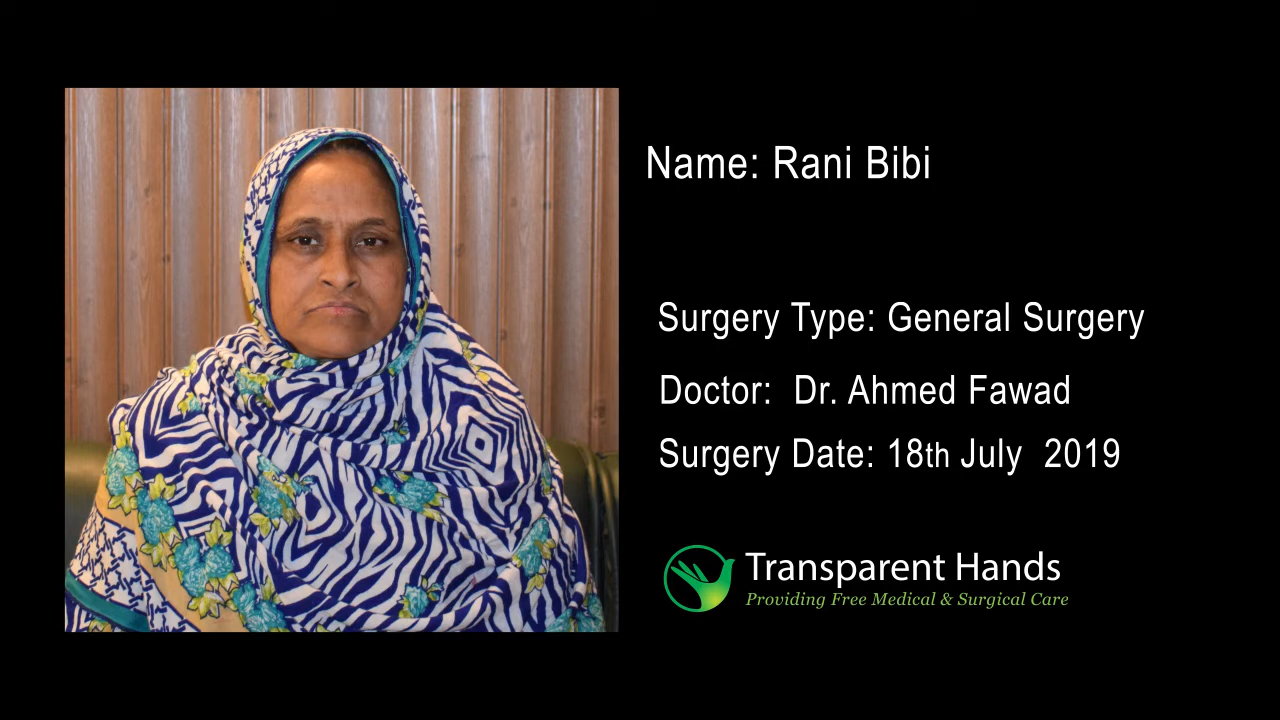 Name: Rani Bibi
Surgery Type: General Surgery
Doctor: Dr. Ahmed Fawad
Surgery Date: 18th July 2019
Transparent Hands
Providing Free Medical & Surgical Care